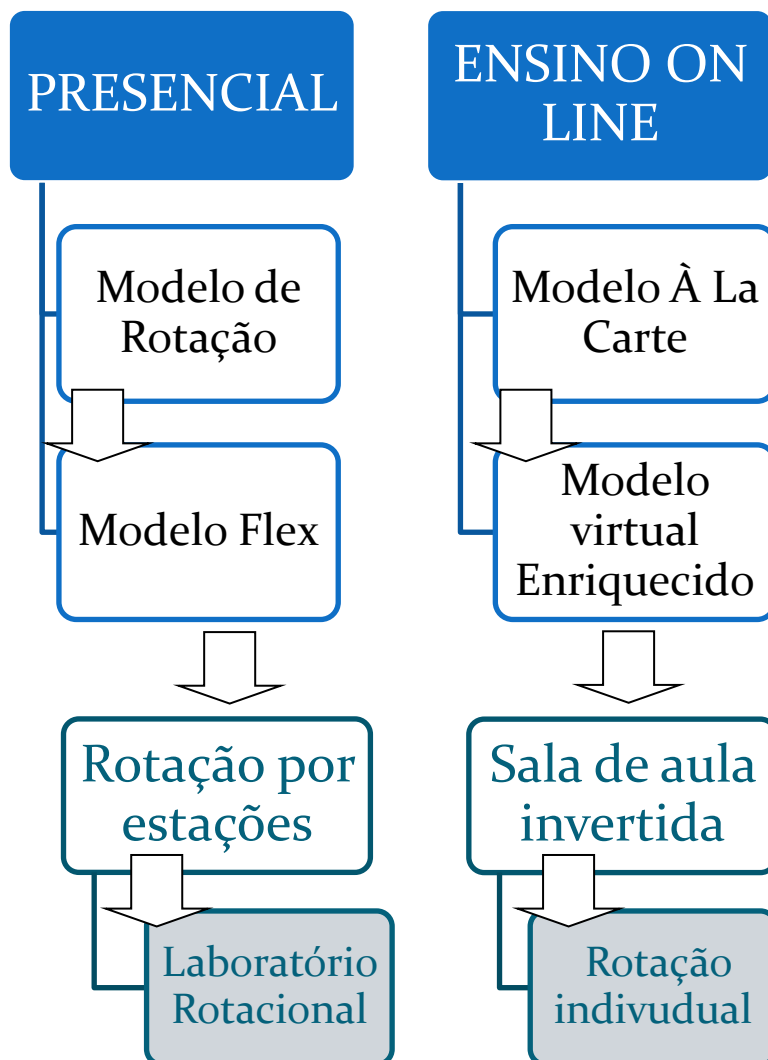 PRESENCIAL
Modelo de
Rotação
Modelo Flex
Rotação por
estações
Laboratório
Rotacional
ENSINO ON
LINE
Modelo À La
Carte
Modelo
virtual
Enriquecido
Sala de aula
invertida
Rotação
indivudual